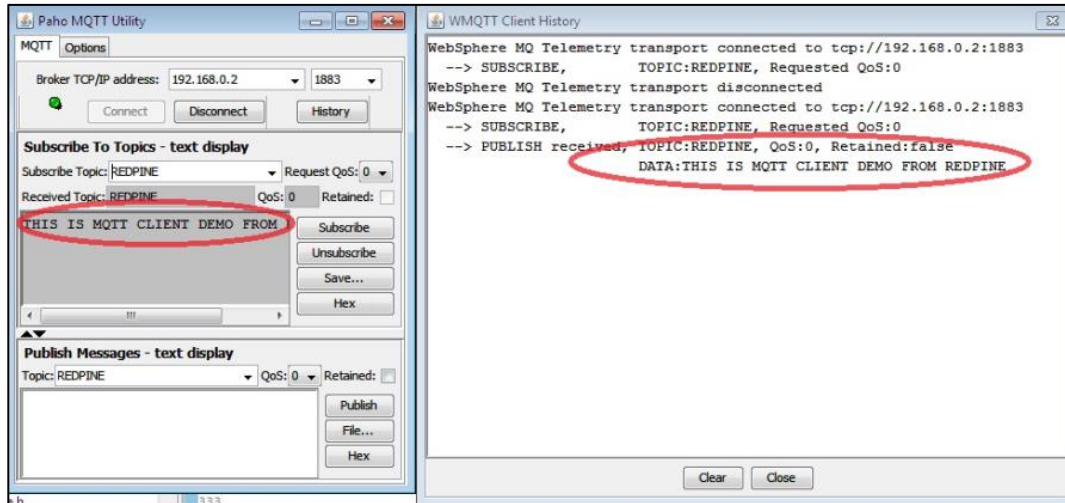 Paho MQTT Utility
MQTT Options
Broker TCP/IP address: 192.168.0.2 1883
Connect Disconnect History
Subscribe To Topics - text display
Subscribe Topic: REDPINE Request QoS: 0
Received Topic: REDPINE QoS: 0 Retained:
THIS IS MQTT CLIENT DEMO FROM
Subscribe
Unsubscribe
Save...
Hex
Publish Messages - text display
Topic: REDPINE QoS: 0 Retained:
Publish
File...
Hex
333
WMQTT Client History
WebSphere MQ Telemetry transport connected to tcp://192.168.0.2:1883
--> SUBSCRIBE, TOPIC:REDPINE, Requested QoS:0
WebSphere MQ Telemetry transport disconnected
WebSphere MQ Telemetry transport connected to tcp://192.168.0.2:1883
--> SUBSCRIBE, TOPIC:REDPINE, Requested QoS:0
--> PUBLISH received, TOPIC:REDPINE, QoS:0, Retained:false
DATA:THIS IS MQTT CLIENT DEMO FROM REDPINE
Clear Close